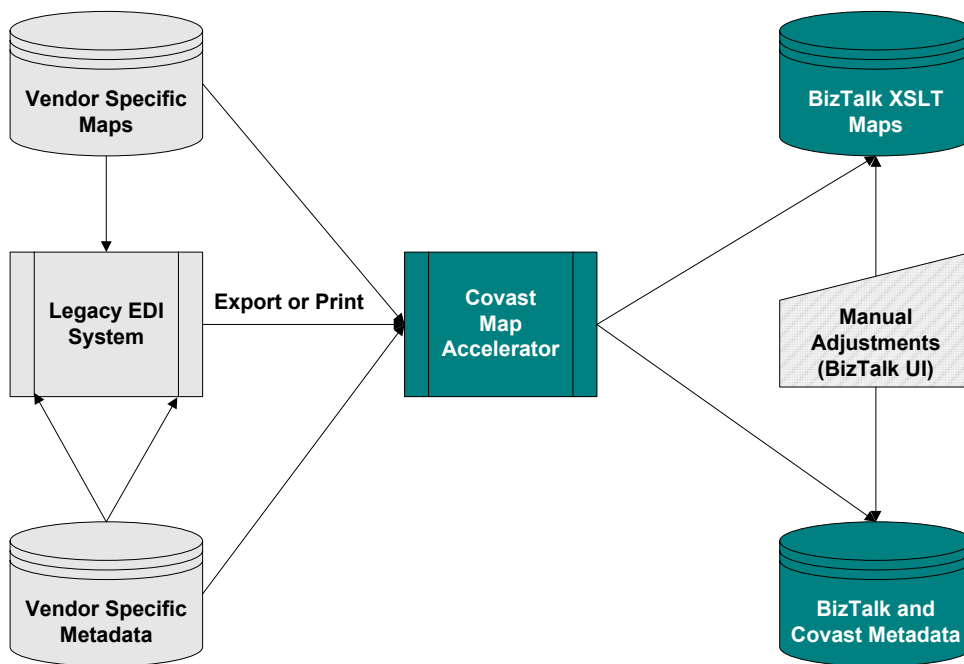 Vendor Specific
Maps
BizTalk XSLT
Maps
Legacy EDI
System
Export or Print
Covast
Map
Accelerator
Manual
Adjustments
(BizTalk UI)
Vendor Specific
Metadata
BizTalk and
Covast Metadata